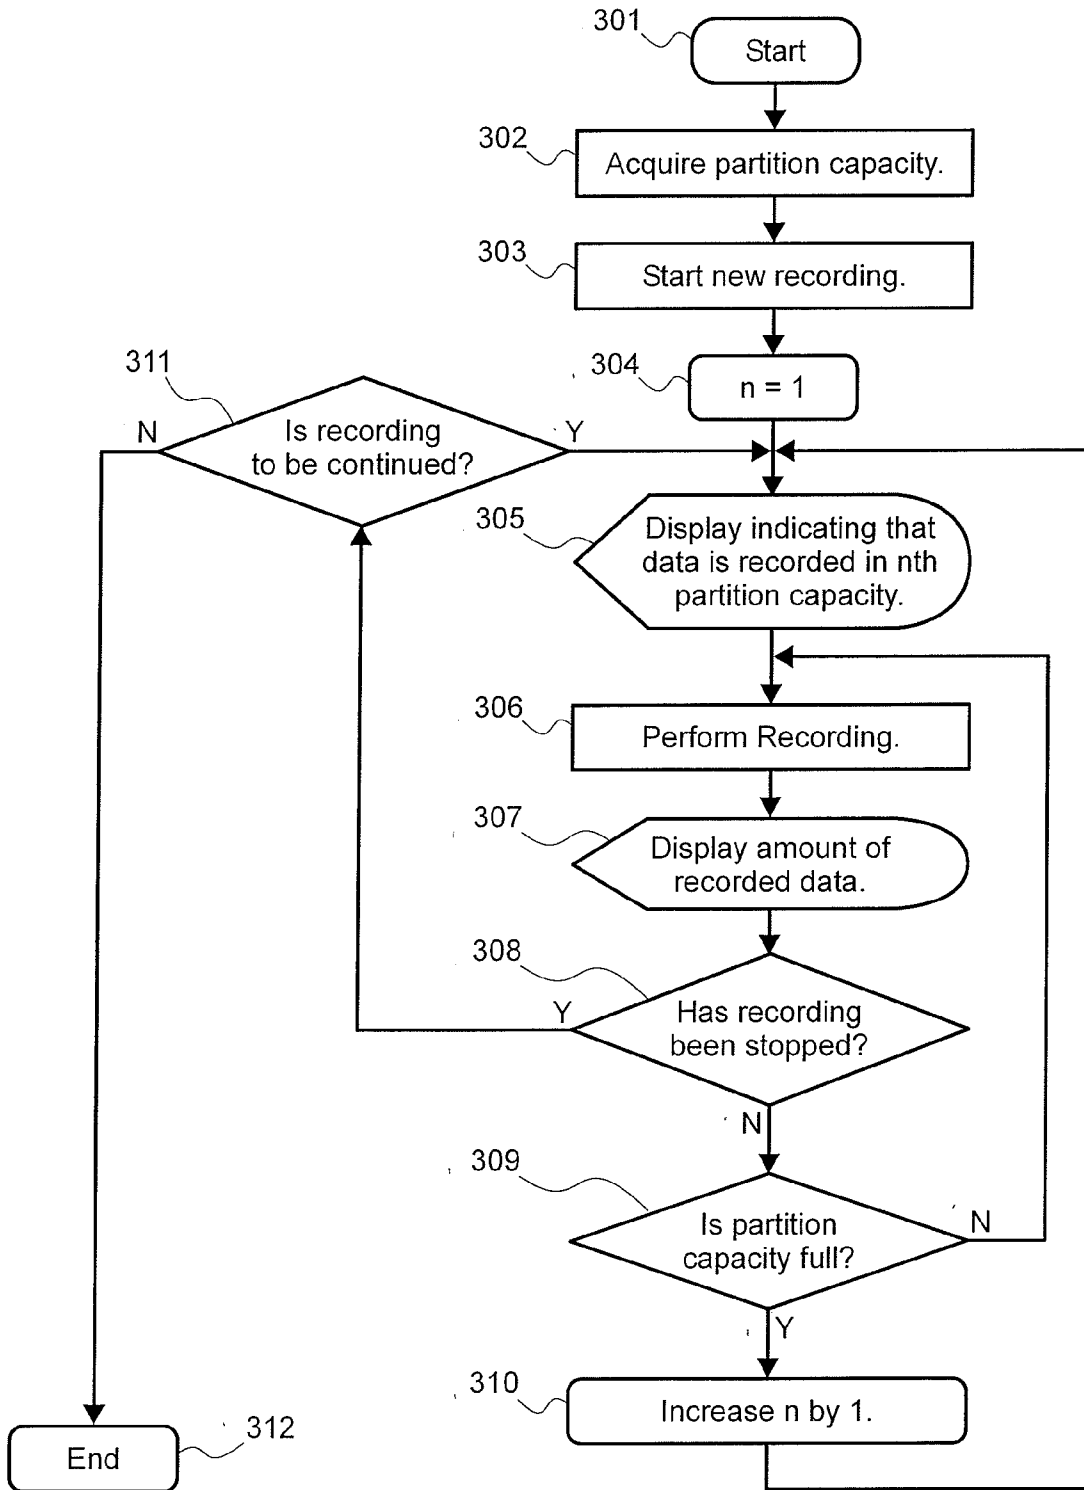 301
Start
302
Acquire partition capacity.
303
Start new recording.
304
n = 1
311
N
Is recording
to be continued?
Y
305
Display indicating that
data is recorded in nth
partition capacity.
306
Perform Recording.
307
Display amount of
recorded data.
308
Y
Has recording
been stopped?
N
309
Is partition
capacity full?
N
Y
310
Increase n by 1.
End
312